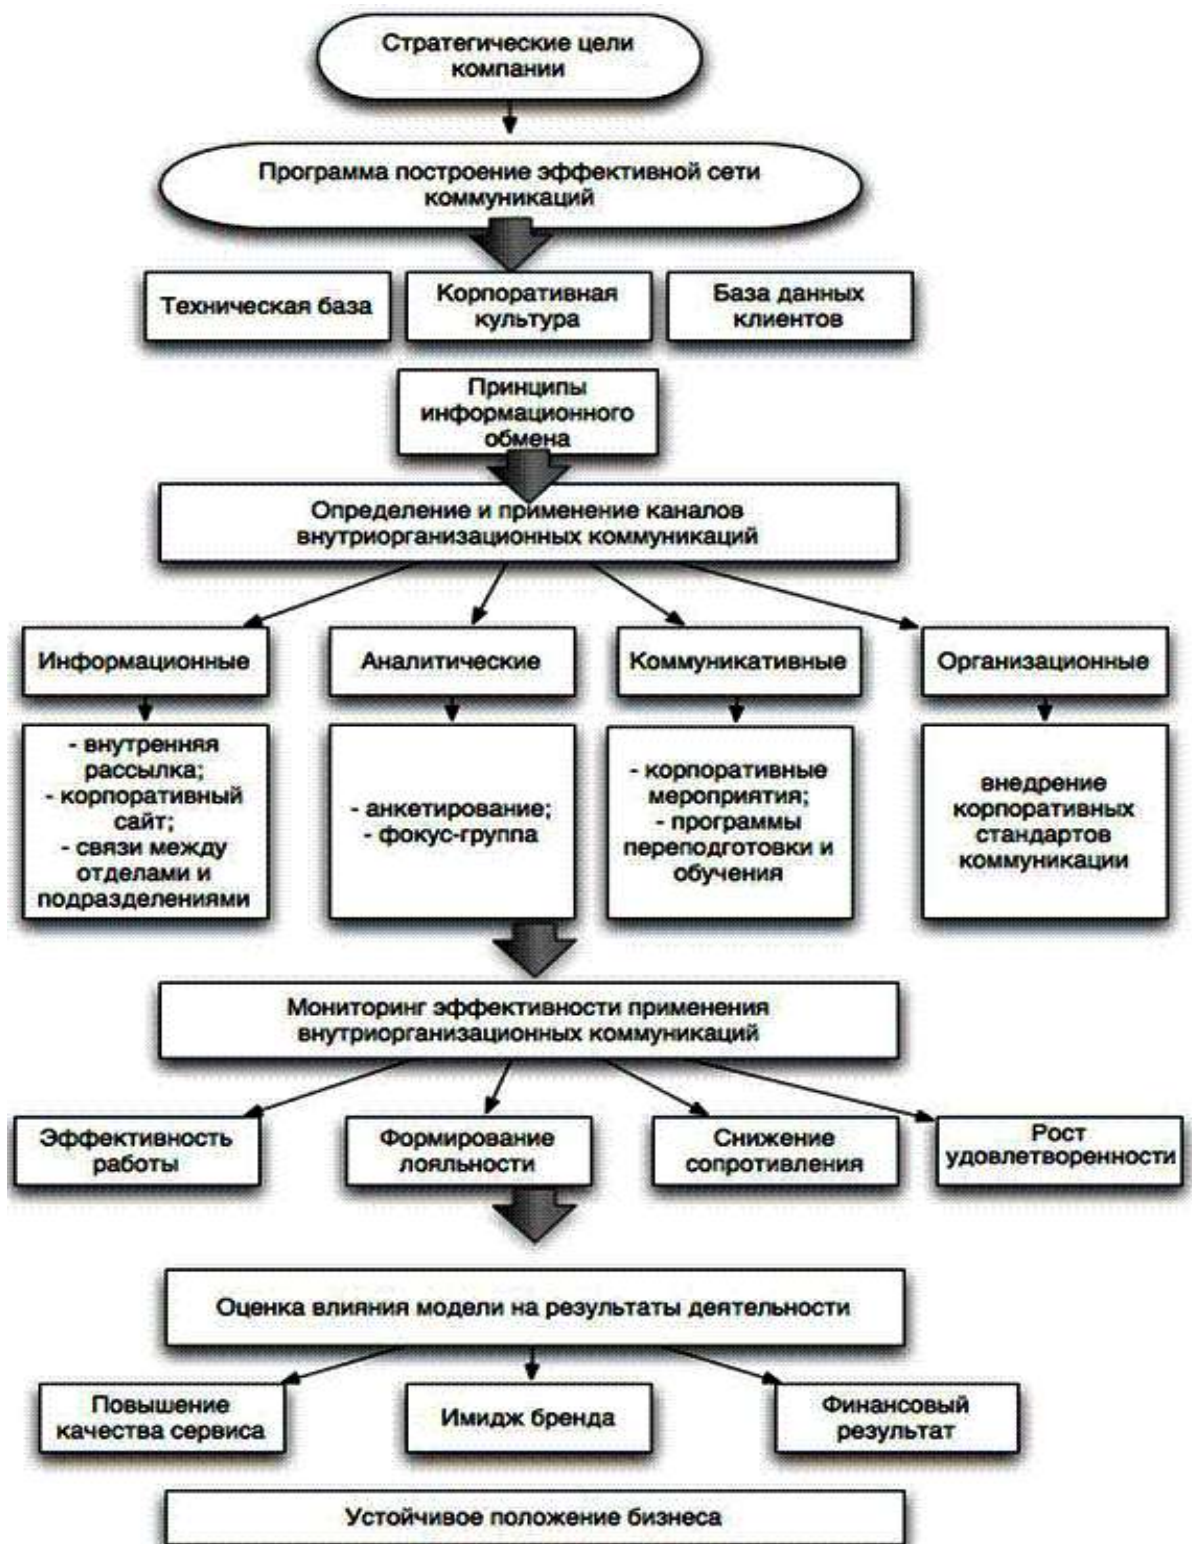 Стратегические цели
компании
Программа построение эффективной сети
коммуникаций
Техническая база
Корпоративная
культура
База данных
клиентов
Принципы
информационного
обмена
Определение и применение каналов
внутриорганизационных коммуникаций
Информационные
Аналитические
Коммуникативные
Организационные
- внутренняя
рассылка;
- корпоративный
сайт;
- связи между
отделами и
подразделениями
- анкетирование;
- фокус-группа
- корпоративные
мероприятия;
- программы
переподготовки и
обучения
внедрение
корпоративных
стандартов
коммуникации
Мониторинг эффективности применения
внутриорганизационных коммуникаций
Эффективность
работы
Формирование
лояльности
Снижение
сопротивления
Рост
удовлетворенности
Оценка влияния модели на результаты деятельности
Повышение
качества сервиса
Имидж бренда
Финансовый
результат
Устойчивое положение бизнеса